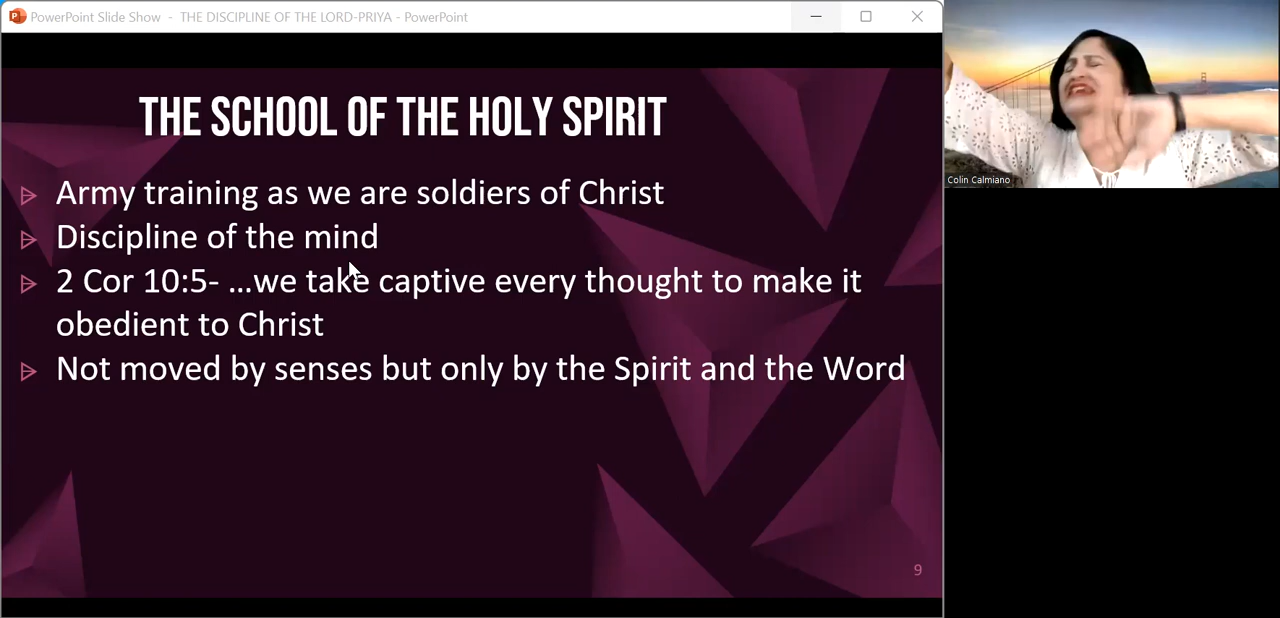 PowerPoint Slide Show - THE DISCIPLINE OF THE LORD-PRIYA - PowerPoint
THE SCHOOL OF THE HOLY SPIRIT
Army training as we are soldiers of Christ
Discipline of the mind
2 Cor 10:5- ...we take captive every thought to make it
obedient to Christ
Not moved by senses but only by the Spirit and the Word
9
Colin Calmiano